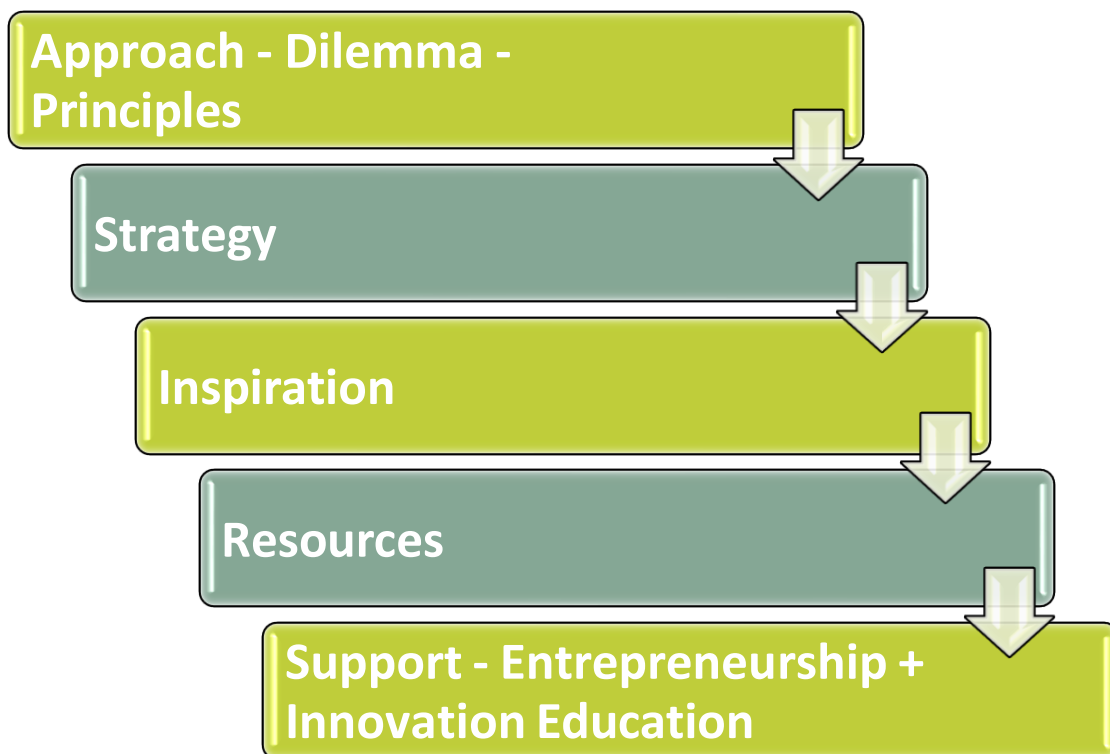 Approach - Dilemma -
Principles
Strategy
Inspiration
Resources
Support - Entrepreneurship +
Innovation Education